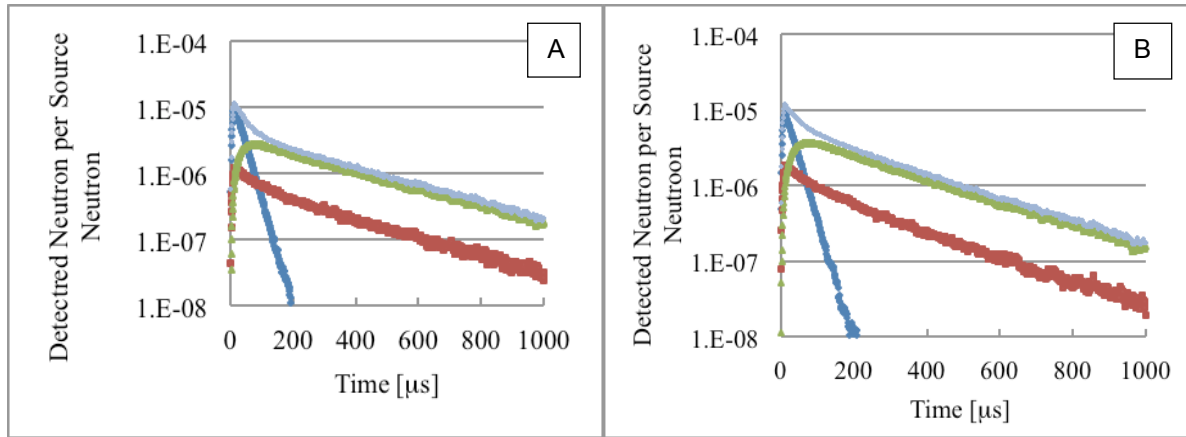 A
Detectred Neutron per Source
Neutron
1.E-04
1.E-05
1.E-06
1.E-07
1.E-08
0 200 400 600 800 1000
Time [μs]
B
Detected Neutron per Source
Neutroon
1.E-04
1.E-05
1.E-06
1.E-07
1.E-08
0 200 400 600 800 1000
Time [μs]